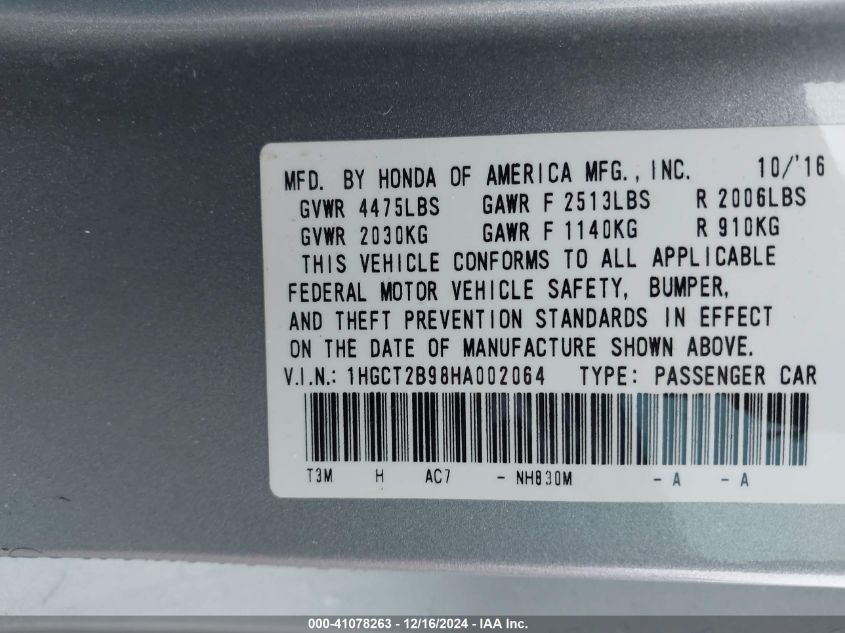 MFD. BY HONDA OF AMERICA MFG., INC. 10/'16
GVWR 4475LBS GAWR F 2513LBS R 2006LBS
GVWR 2030KG GAWR F 1140KG R 910KG
THIS VEHICLE CONFORMS TO ALL APPLICABLE
FEDERAL MOTOR VEHICLE SAFETY, BUMPER,
AND THEFT PREVENTION STANDARDS IN EFFECT
ON THE DATE OF MANUFACTURE SHOWN ABOVE.
V.I.N.: 1HGCT2B98HA002064 TYPE: PASSENGER CAR
T3M H AC7 - NH830M - A - A
000-41078263 - 12/16/2024 - IAA Inc.